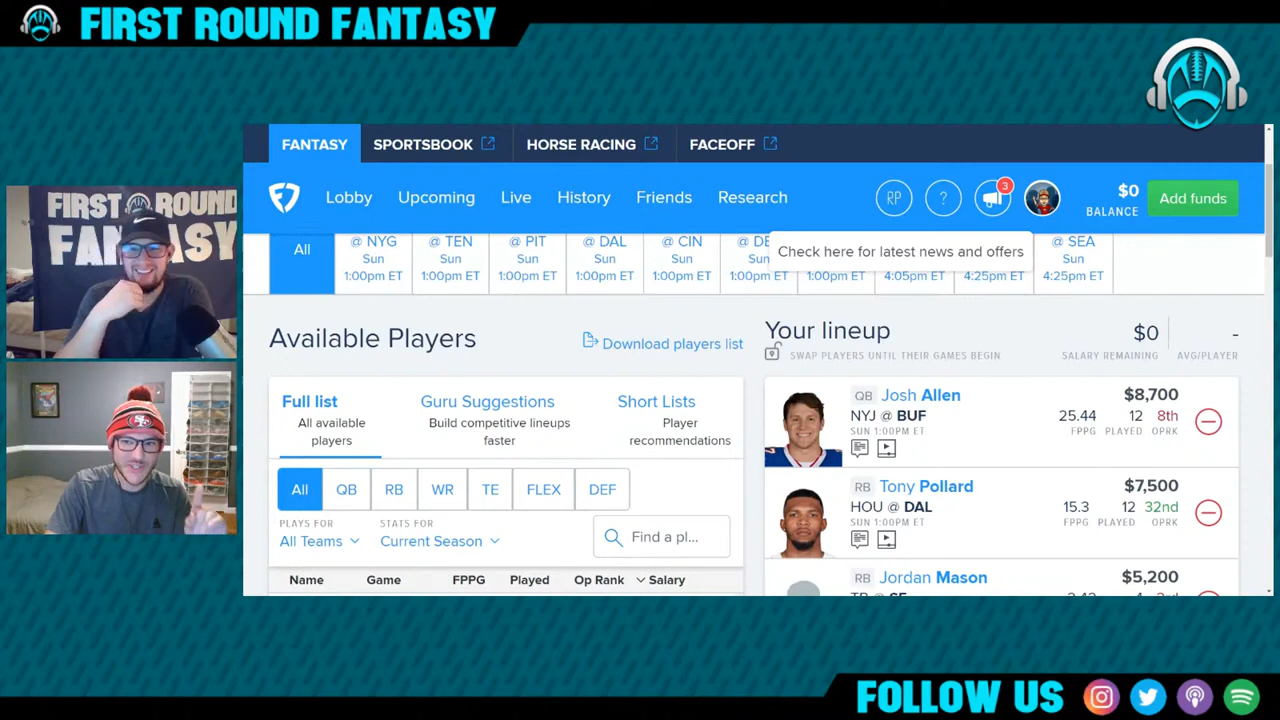 FIRST ROUND FANTASY
FIRST ROUND
FANTASY
FANTASY
SPORTSBOOK
HORSE RACING
FACEOFF
Lobby
Upcoming
Live
History
Friends
Research
RP
?
3
$0
BALANCE
Add funds
All
@ NYG
Sun
1:00pm ET
@ TEN
Sun
1:00pm ET
@ PIT
Sun
1:00pm ET
@ DAL
Sun
1:00pm ET
@ CIN
Sun
1:00pm ET
@ DE
Sun
1:00pm ET
1:00pm ET
4:05pm ET
4:25pm ET
@ SEA
Sun
4:25pm ET
Check here for latest news and offers
Available Players
Download players list
Your lineup
SWAP PLAYERS UNTIL THEIR GAMES BEGIN
$0
SALARY REMAINING
-
AVG/PLAYER
Full list
All available
players
Guru Suggestions
Build competitive lineups
faster
Short Lists
Player
recommendations
All
QB
RB
WR
TE
FLEX
DEF
PLAYS FOR
All Teams
STATS FOR
Current Season
Find a pl...
Name
Game
FPPG
Played
Op Rank
Salary
QB Josh Allen
$8,700
NYJ @ BUF
25.44
12
8th
SUN 1:00PM ET
FPPG
PLAYED
OPRK
RB Tony Pollard
$7,500
HOU @ DAL
15.3
12
32nd
SUN 1:00PM ET
FPPG
PLAYED
OPRK
RB Jordan Mason
$5,200
FOLLOW US